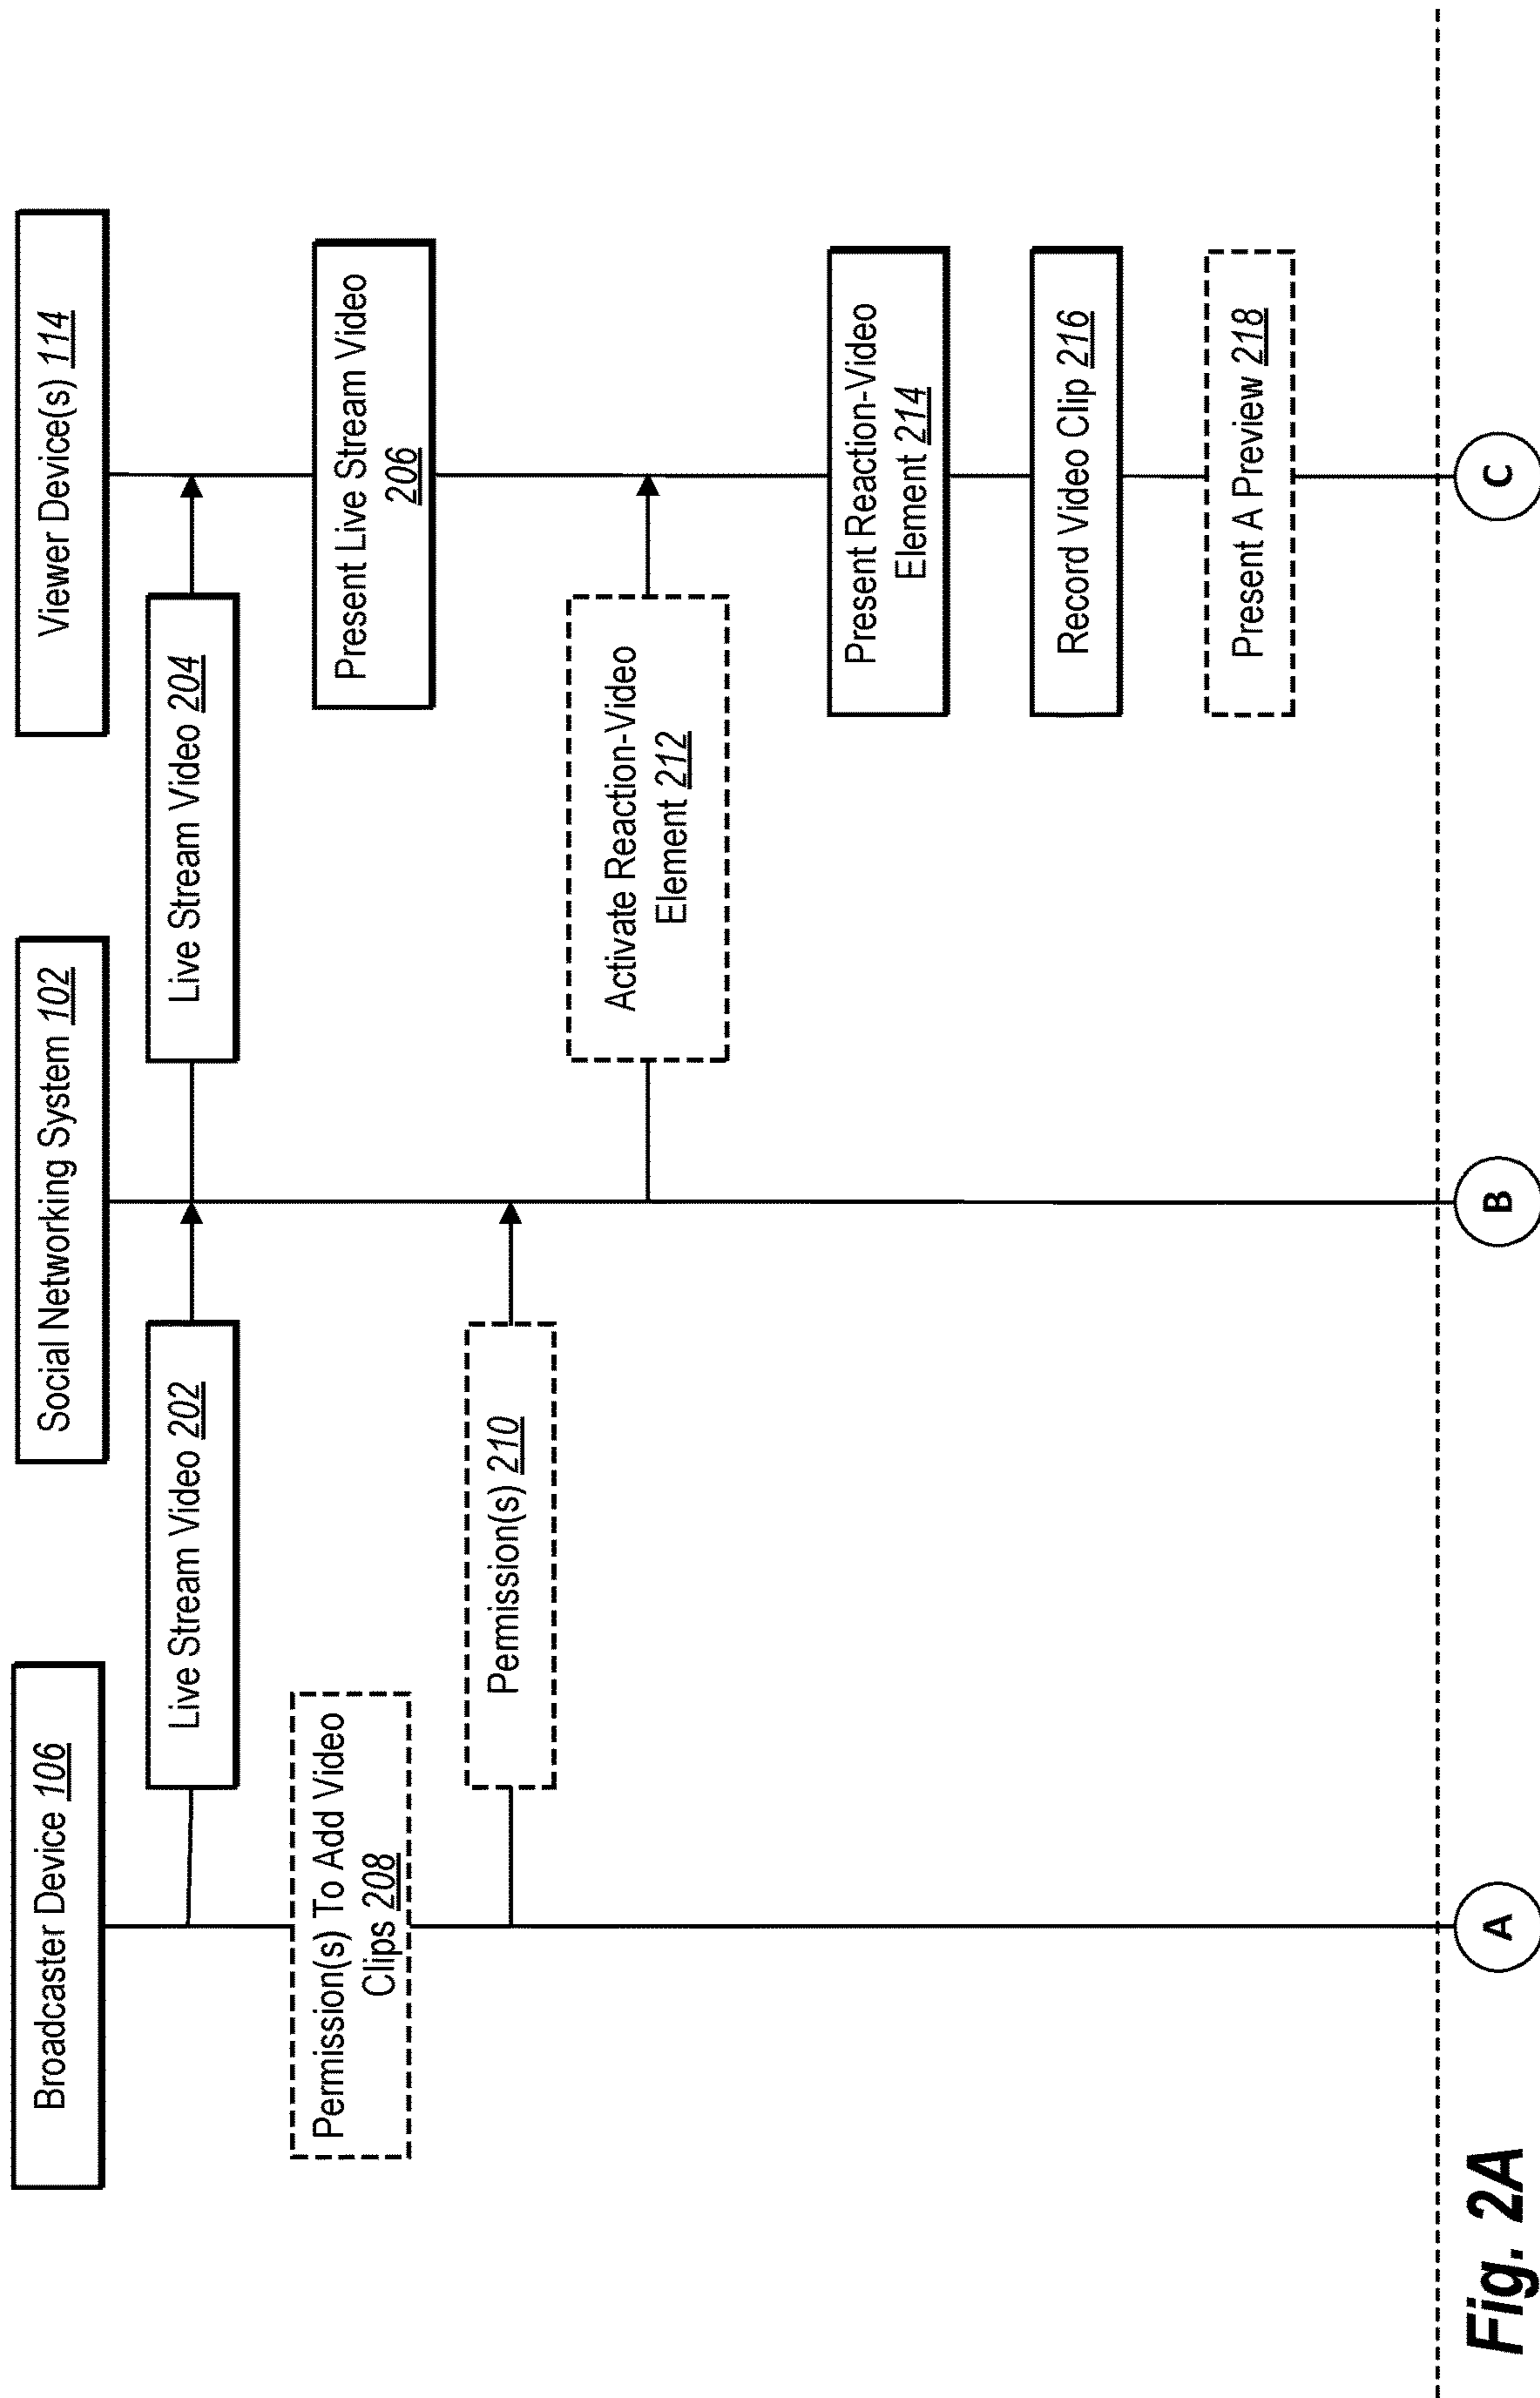 Broadcaster Device 106
Social Networking System 102
Viewer Device(s) 114
Live Stream Video 202
Live Stream Video 204
Present Live Stream Video
206
Permission(s) To Add Video
Clips 208
Permission(s) 210
Activate Reaction-Video
Element 212
Present Reaction-Video
Element 214
Record Video Clip 216
Present A Preview 218
A
B
C
Fig. 2A